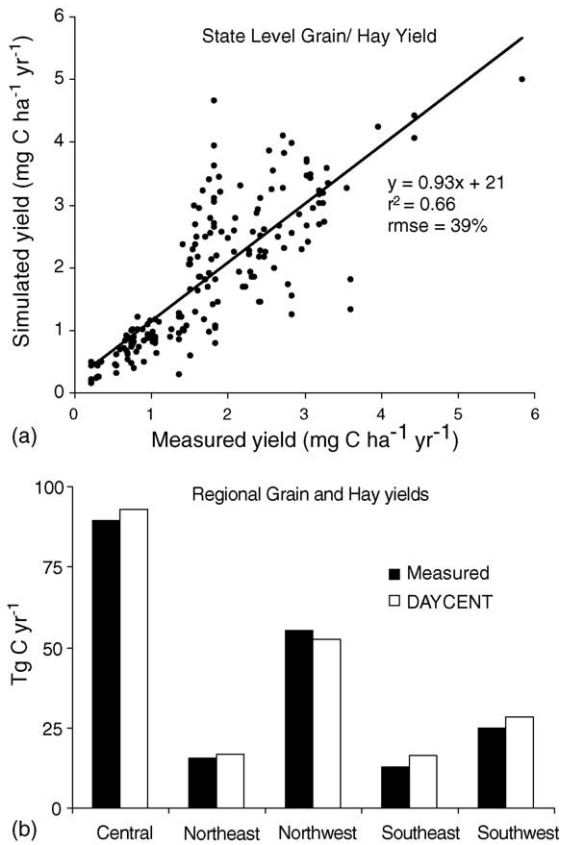 6
State Level Grain/ Hay Yield
5
4
y = 0.93x + 21
r² = 0.66
rmse = 39%
3
2
1
0
Simulated yield (mg C ha⁻¹ yr⁻¹)
0 1 2 3 4 5 6
(a) Measured yield (mg C ha⁻¹ yr⁻¹)
100
Regional Grain and Hay yields
75
Measured
DAYCENT
50
25
0
Tg C yr⁻¹
(b) Central Northeast Northwest Southeast Southwest